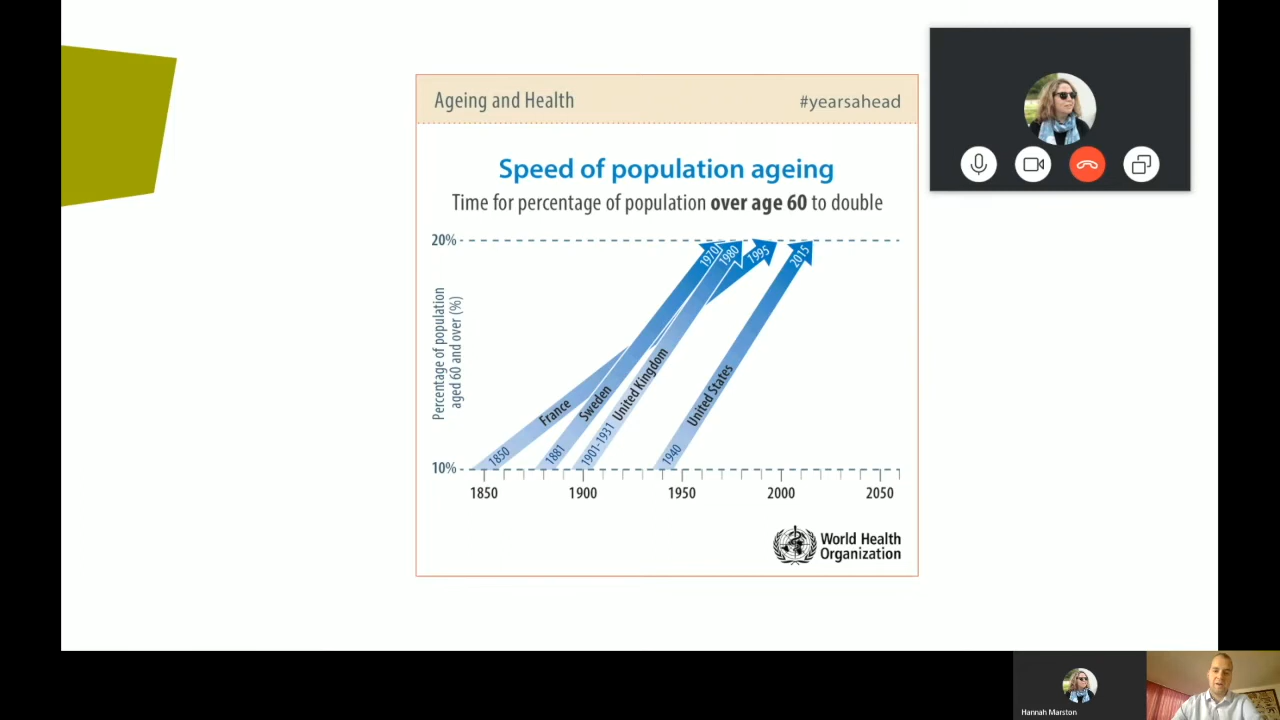 Ageing and Health
#yearsahead
Speed of population ageing
Time for percentage of population over age 60 to double
20%
1970
1980
1995
2015
Percentage of population
aged 60 and over (%)
France
Sweden
United Kingdom
United States
1850
1881
1901-1931
1940
10%
1850
1900
1950
2000
2050
World Health
Organization
Hannah Marston